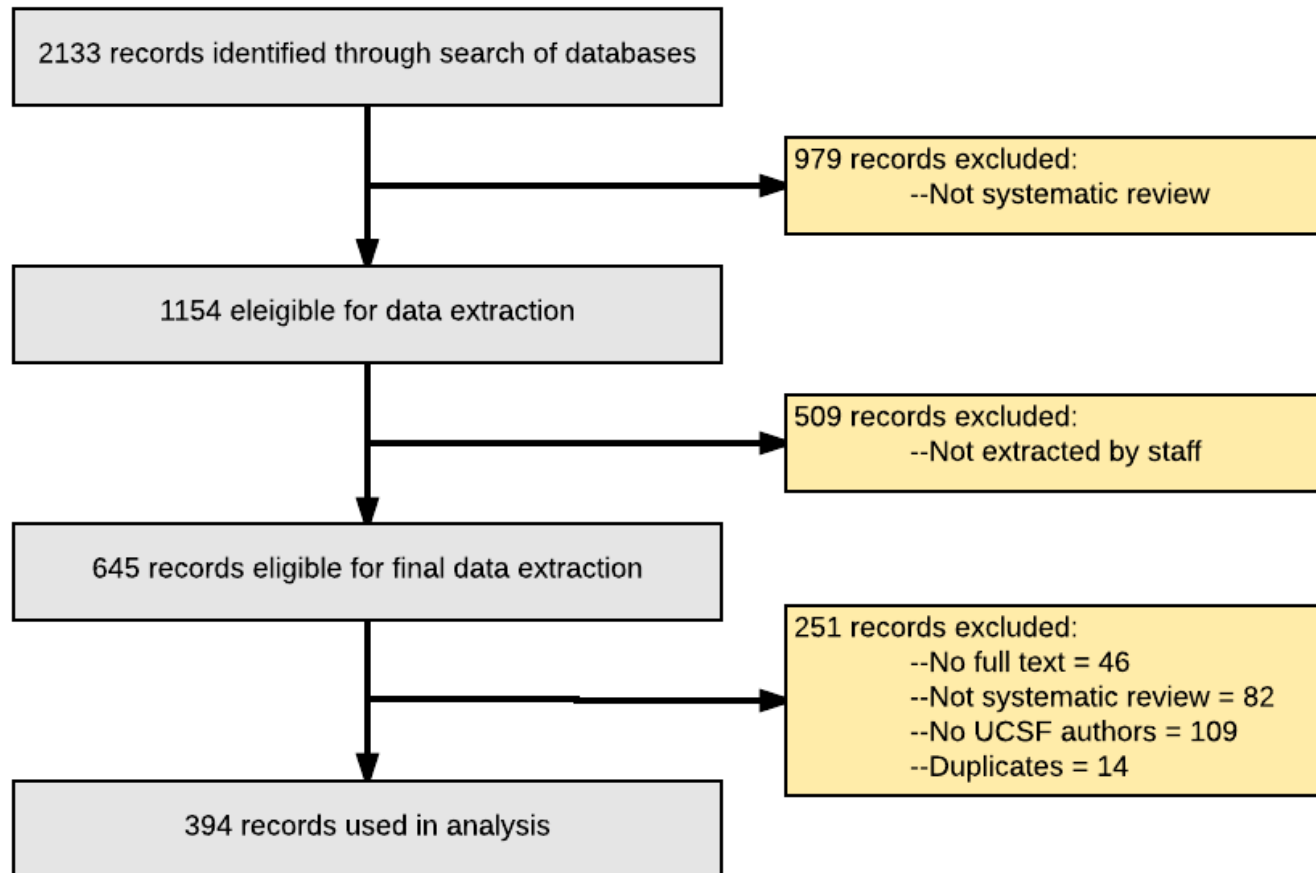 2133 records identified through search of databases
979 records excluded:
--Not systematic review
1154 eleigible for data extraction
509 records excluded:
--Not extracted by staff
645 records eligible for final data extraction
251 records excluded:
--No full text = 46
--Not systematic review = 82
--No UCSF authors = 109
--Duplicates = 14
394 records used in analysis